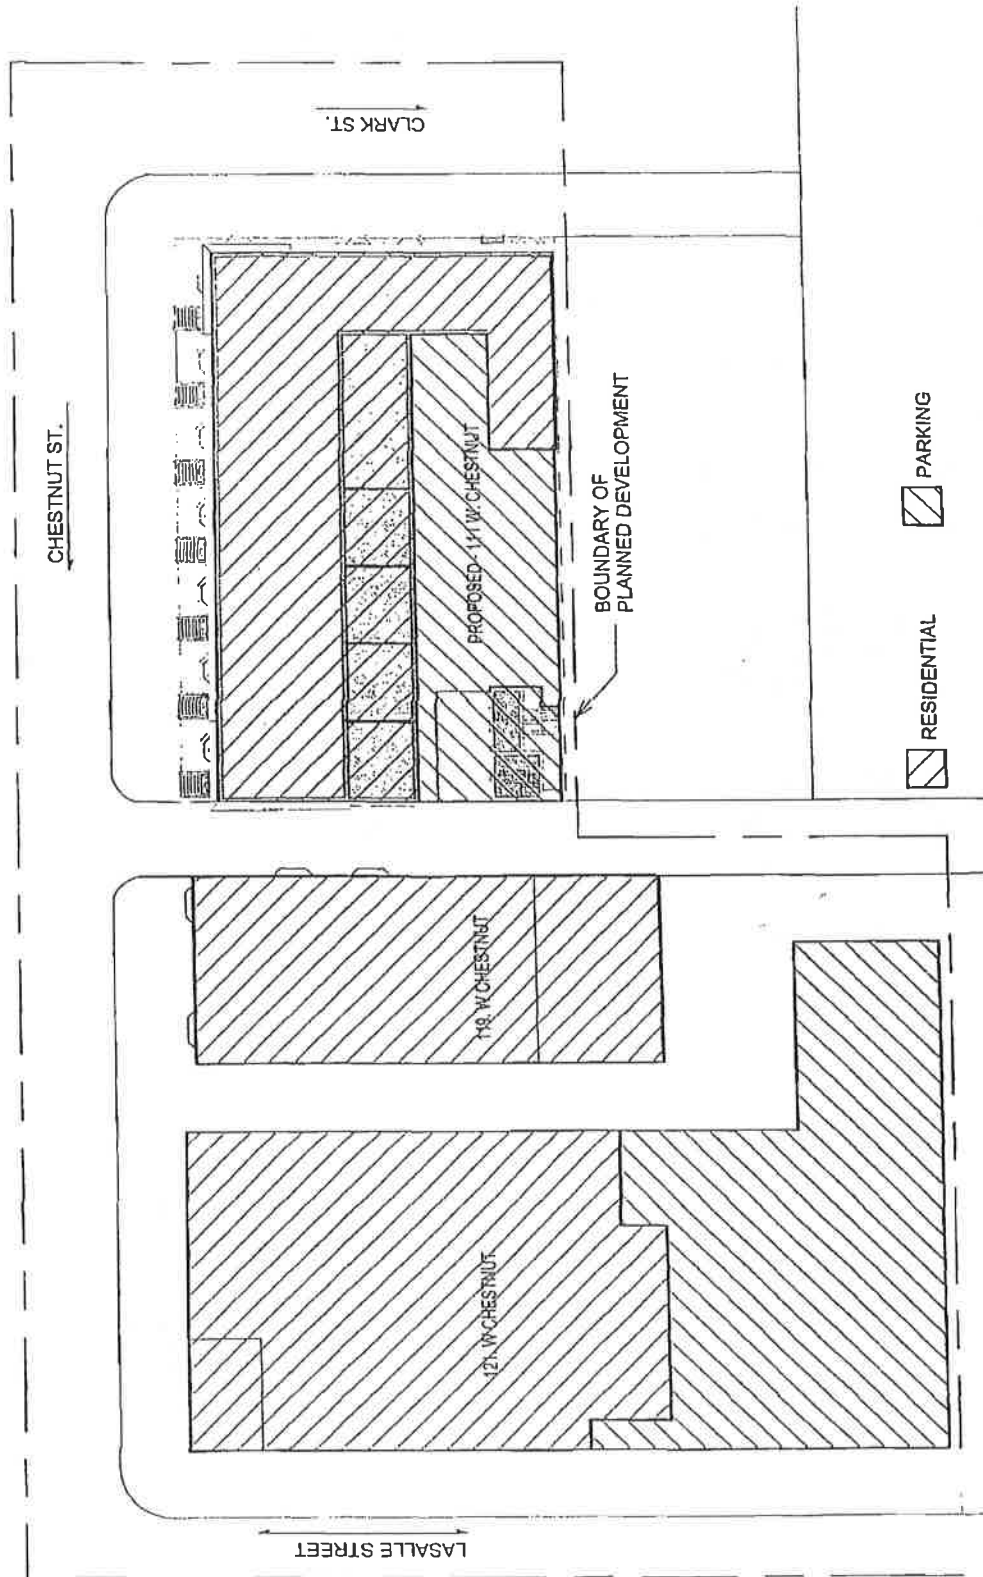 CHESTNUT ST.
CLARK ST.
PROPOSED - 111 W. CHESTNUT
BOUNDARY OF
PLANNED DEVELOPMENT
119. W CHESTNUT
121. W CHESTNUT
LASALLE STREET
RESIDENTIAL
PARKING